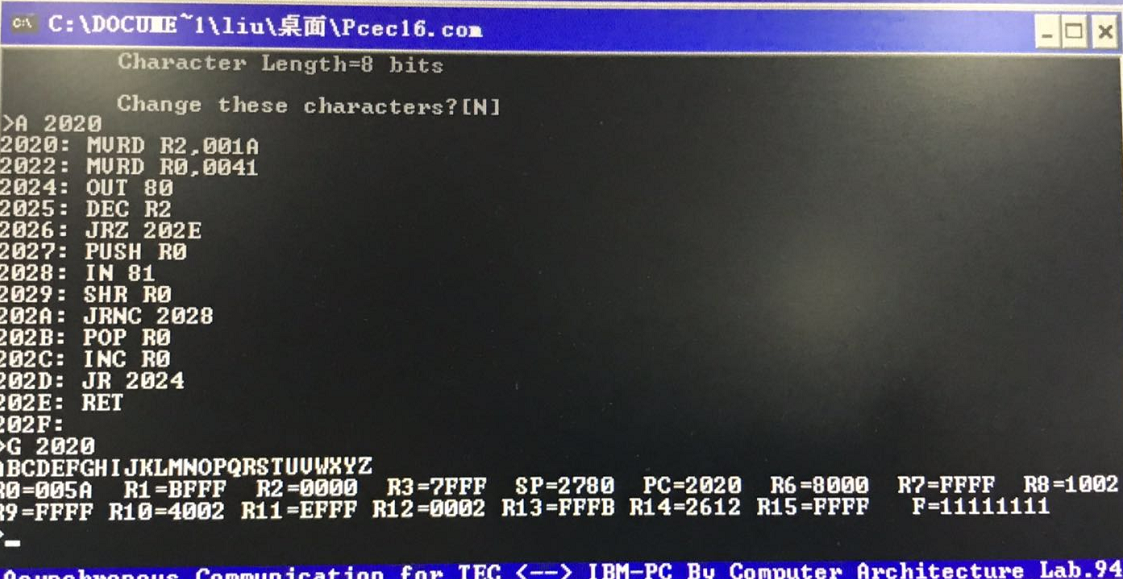 C:\DOCUME~1\liu\桌面\Pcec16.com
Character Length=8 bits
Change these characters?[N]
>A 2020
2020: MVRD R2,001A
2022: MVRD R0,0041
2024: OUT 80
2025: DEC R2
2026: JRZ 202E
2027: PUSH R0
2028: IN 81
2029: SHR R0
202A: JRNC 2028
202B: POP R0
202C: INC R0
202D: JR 2024
202E: RET
202F:
>G 2020
ABCDEFGHIJKLMNOPQRSTUVWXYZ
R0=005A R1=BFFF R2=0000 R3=7FFF SP=2780 PC=2020 R6=8000 R7=FFFF R8=1002
R9=FFFF R10=4002 R11=EFFF R12=0002 R13=FFFB R14=2612 R15=FFFF F=11111111
>_
Asynchronous Communication for TEC <--> IBM-PC By Computer Architecture Lab.94